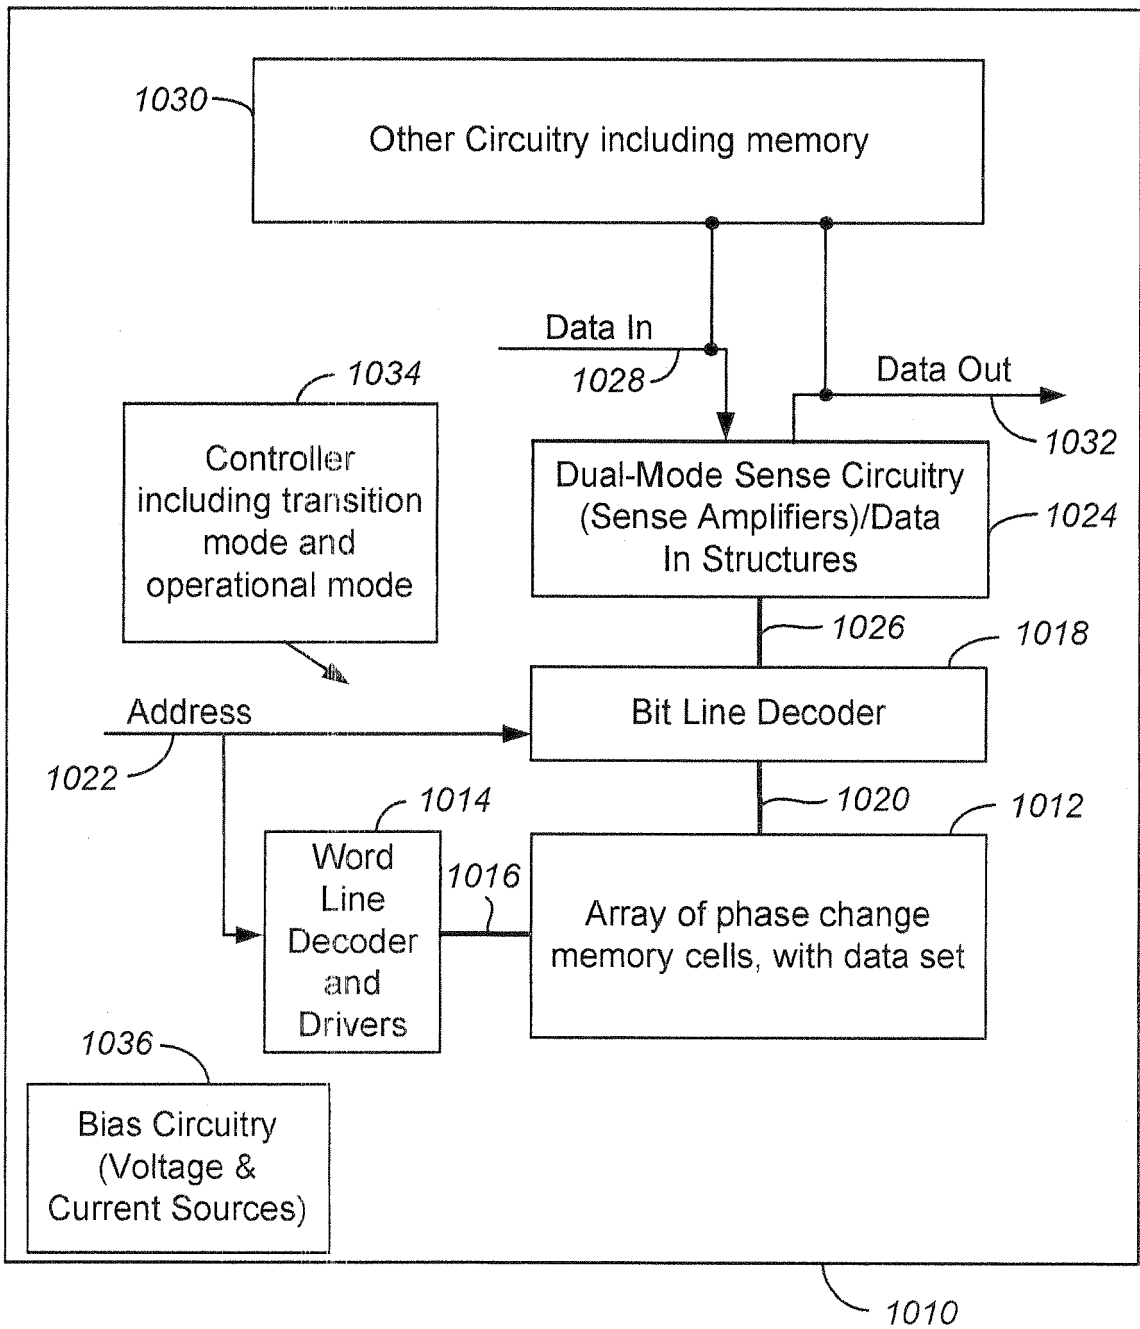 1030
Other Circuitry including memory
Data In
1028
Data Out
1032
1034
Controller
including transition
mode and
operational mode
Dual-Mode Sense Circuitry
(Sense Amplifiers)/Data
In Structures
1024
1026
1018
Address
1022
Bit Line Decoder
1020
1014
1012
Word
Line
Decoder
and
Drivers
1016
Array of phase change
memory cells, with data set
1036
Bias Circuitry
(Voltage &
Current Sources)
1010